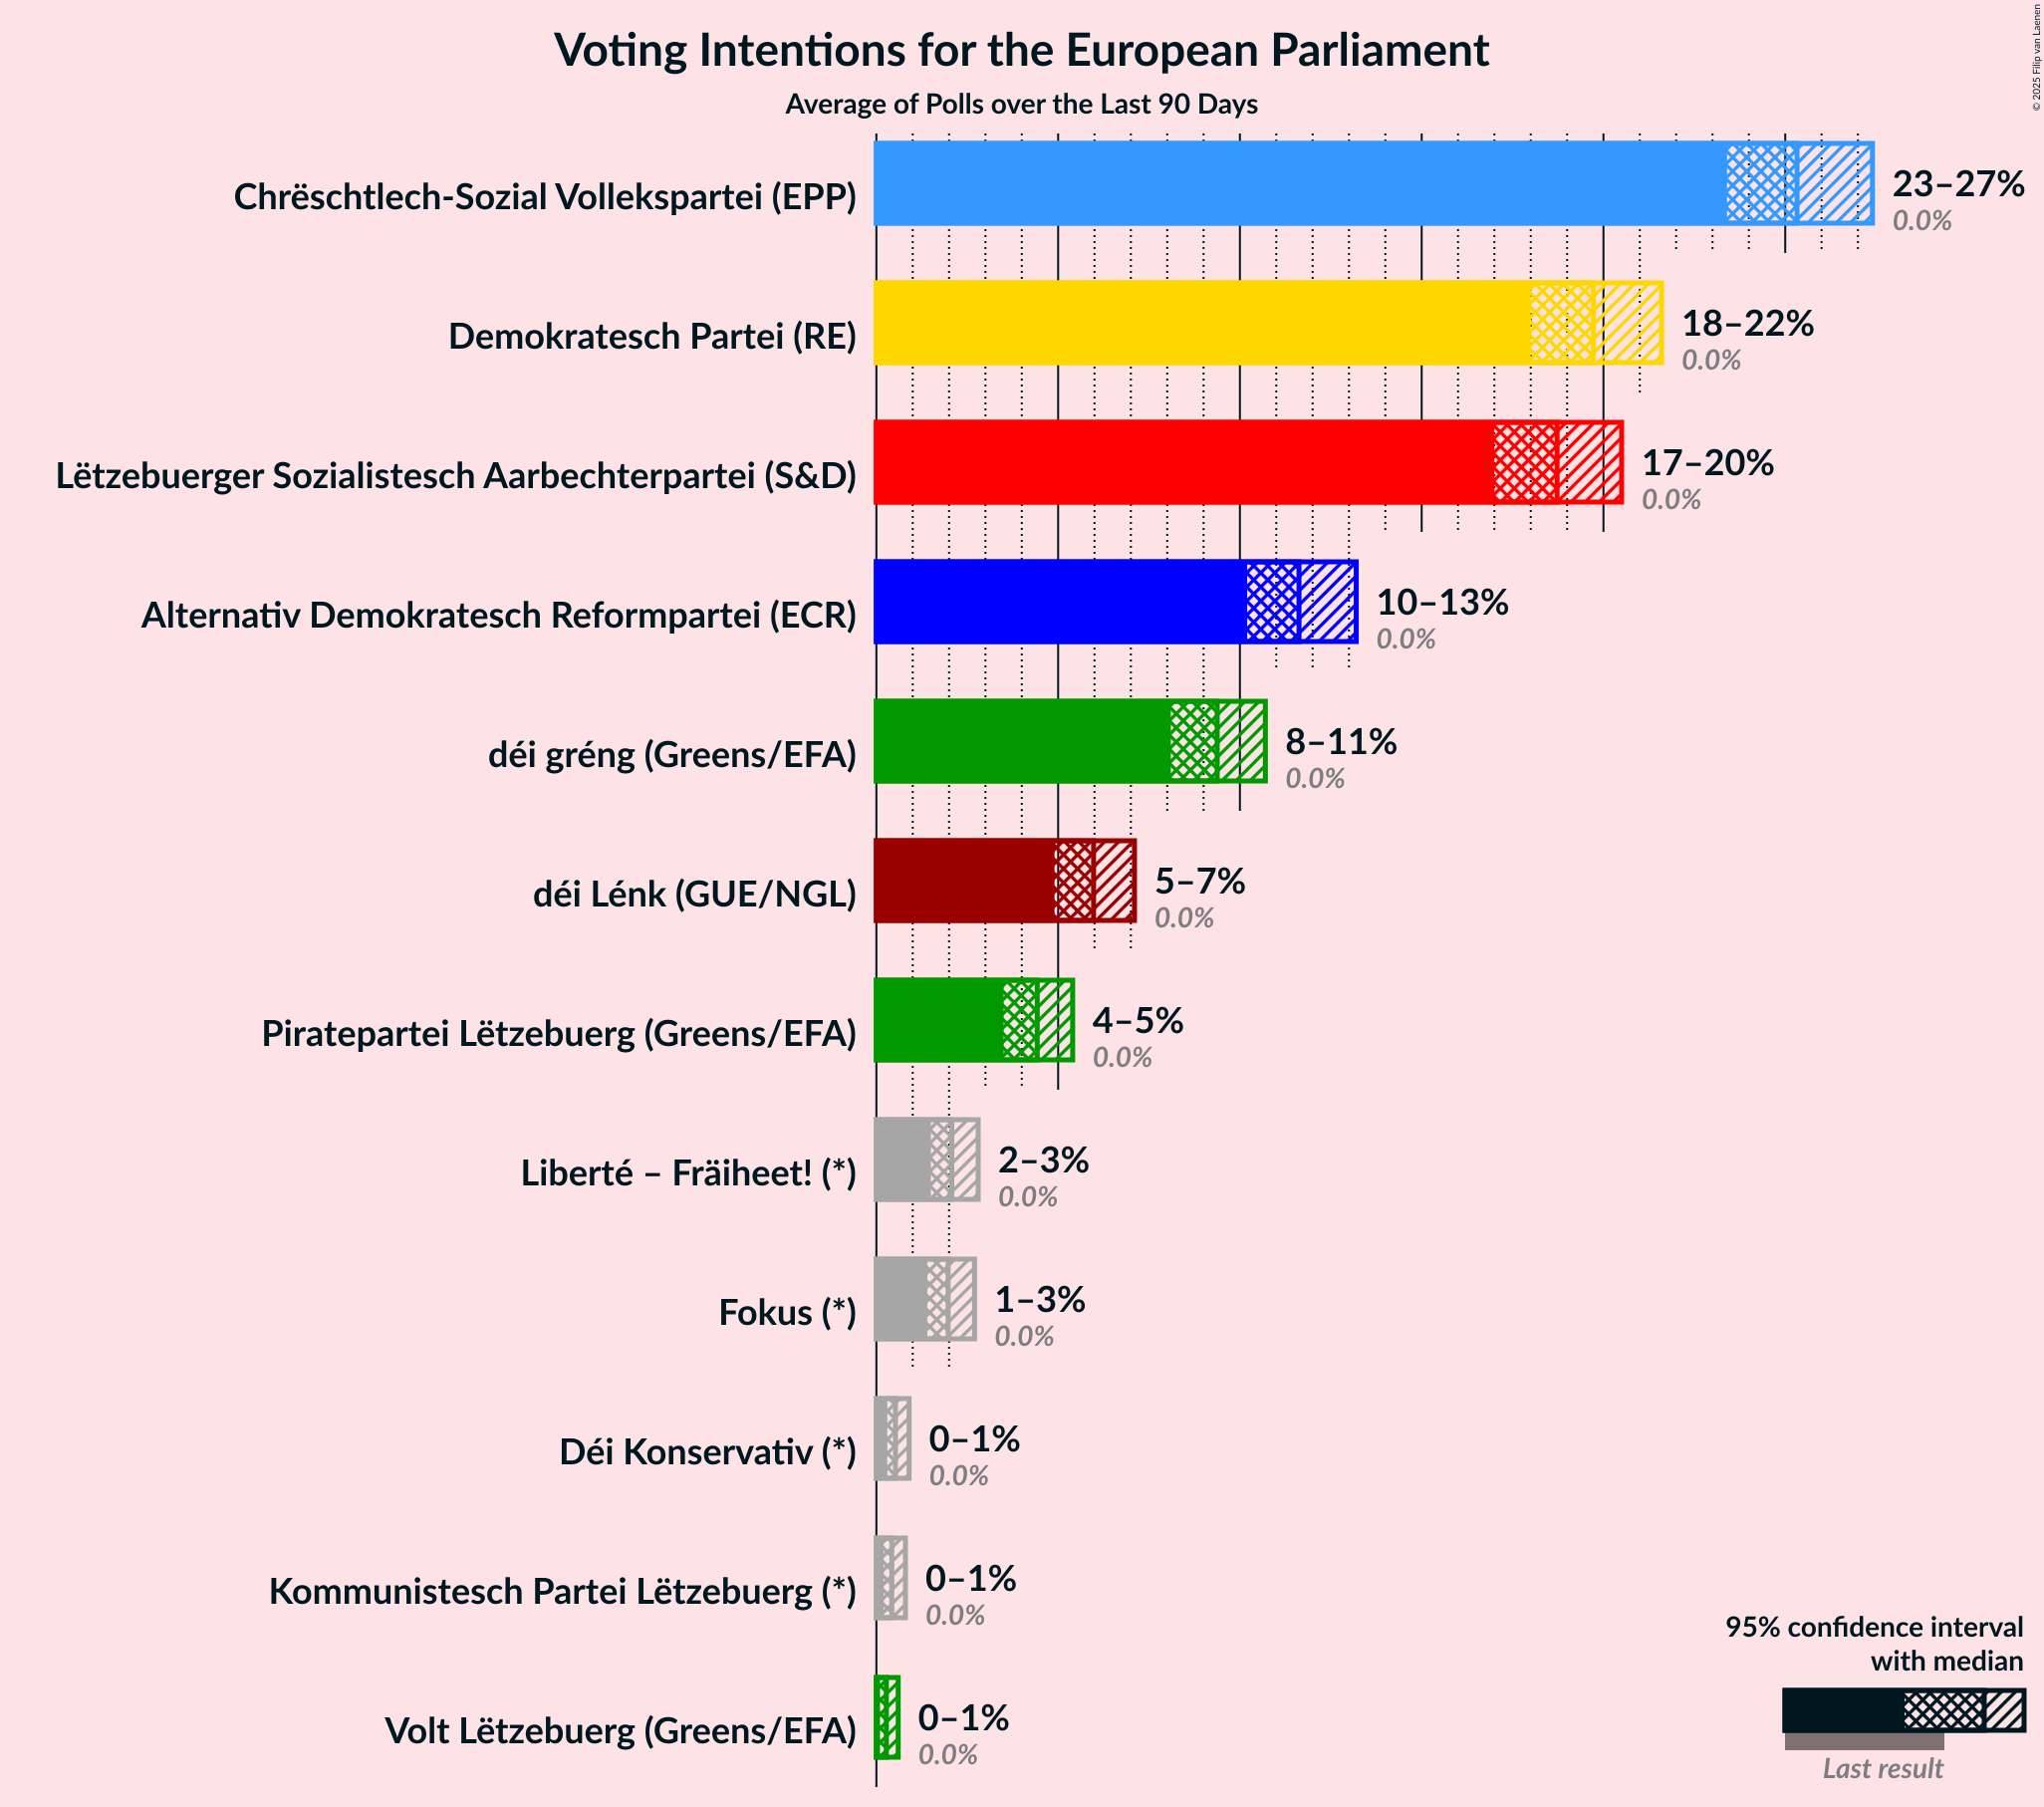 Voting Intentions for the European Parliament
Average of Polls over the Last 90 Days
© 2025 Filip van Laenen
Chrëschtlech-Sozial Vollekspartei (EPP)
23–27%
0.0%
Demokratesch Partei (RE)
18–22%
0.0%
Lëtzebuerger Sozialistesch Aarbechterpartei (S&D)
17–20%
0.0%
Alternativ Demokratesch Reformpartei (ECR)
10–13%
0.0%
déi gréng (Greens/EFA)
8–11%
0.0%
déi Lénk (GUE/NGL)
5–7%
0.0%
Piratepartei Lëtzebuerg (Greens/EFA)
4–5%
0.0%
Liberté – Fräiheet! (*)
2–3%
0.0%
Fokus (*)
1–3%
0.0%
Déi Konservativ (*)
0–1%
0.0%
Kommunistesch Partei Lëtzebuerg (*)
0–1%
0.0%
Volt Lëtzebuerg (Greens/EFA)
0–1%
0.0%
95% confidence interval
with median
Last result